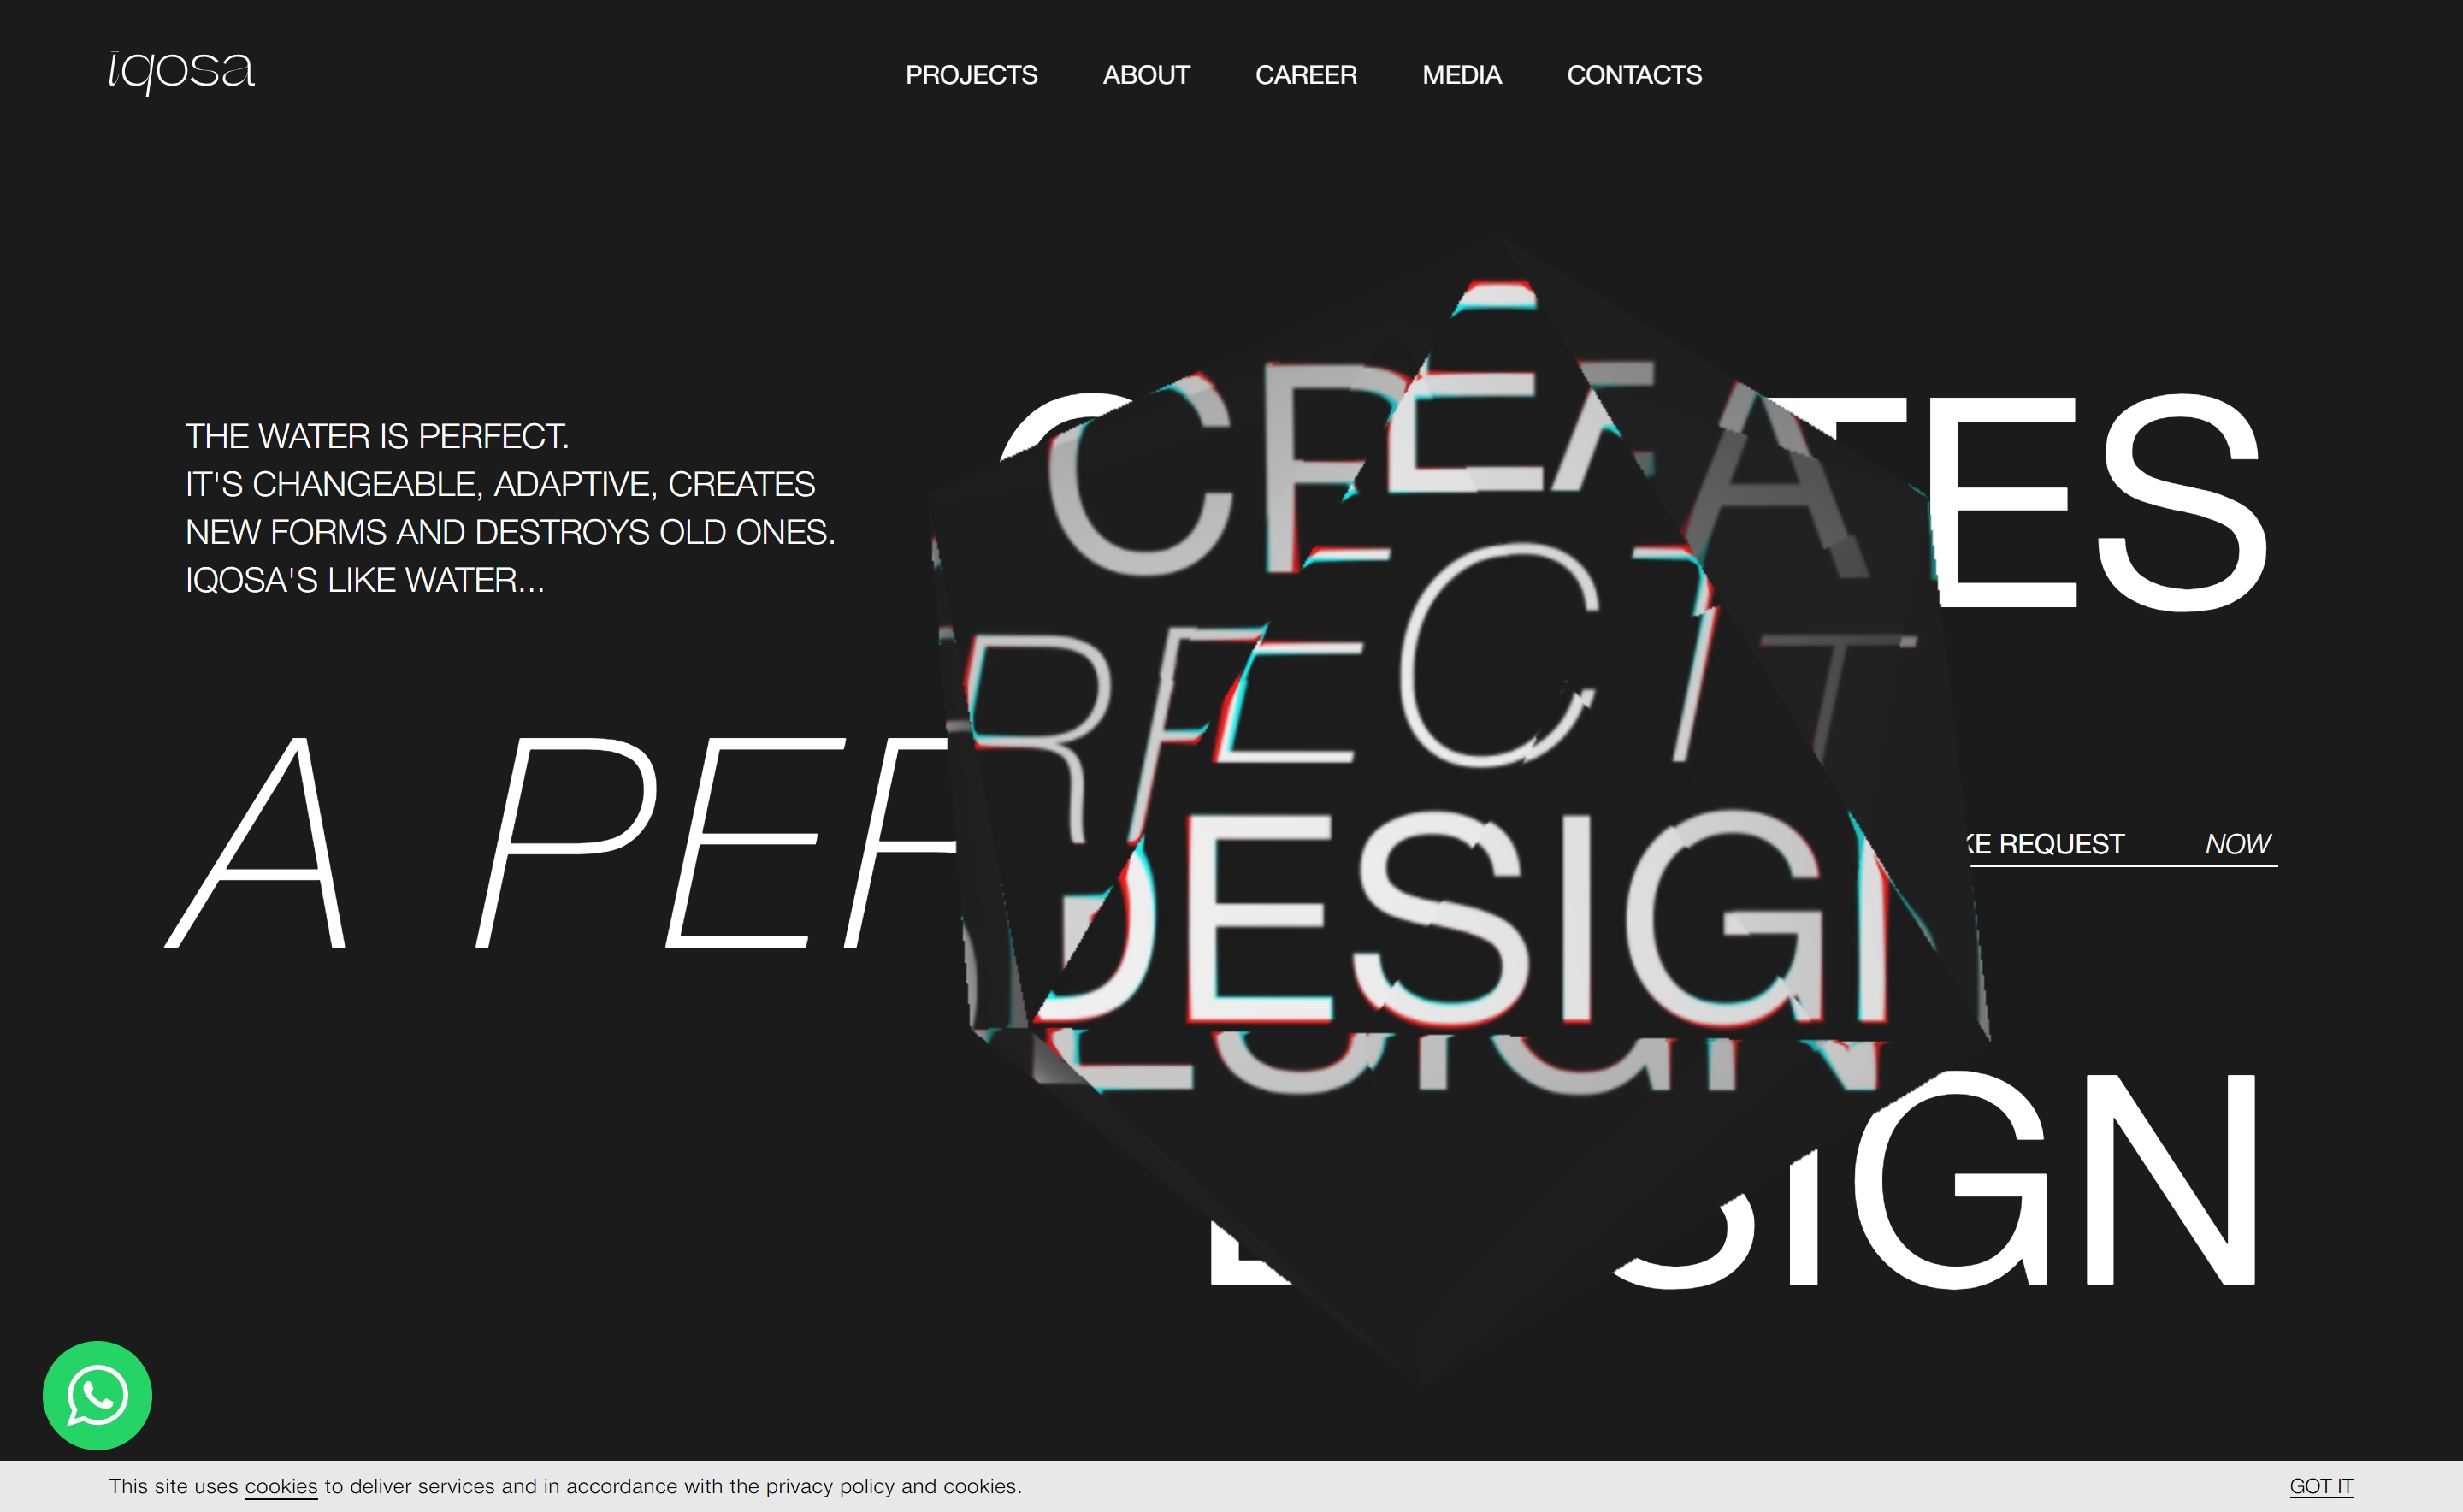 iqosa
PROJECTS ABOUT CAREER MEDIA CONTACTS
THE WATER IS PERFECT.
IT'S CHANGEABLE, ADAPTIVE, CREATES
NEW FORMS AND DESTROYS OLD ONES.
IQOSA'S LIKE WATER...
CREATES
A PERFECT
KE REQUEST NOW
DESIGN
This site uses cookies to deliver services and in accordance with the privacy policy and cookies.
GOT IT